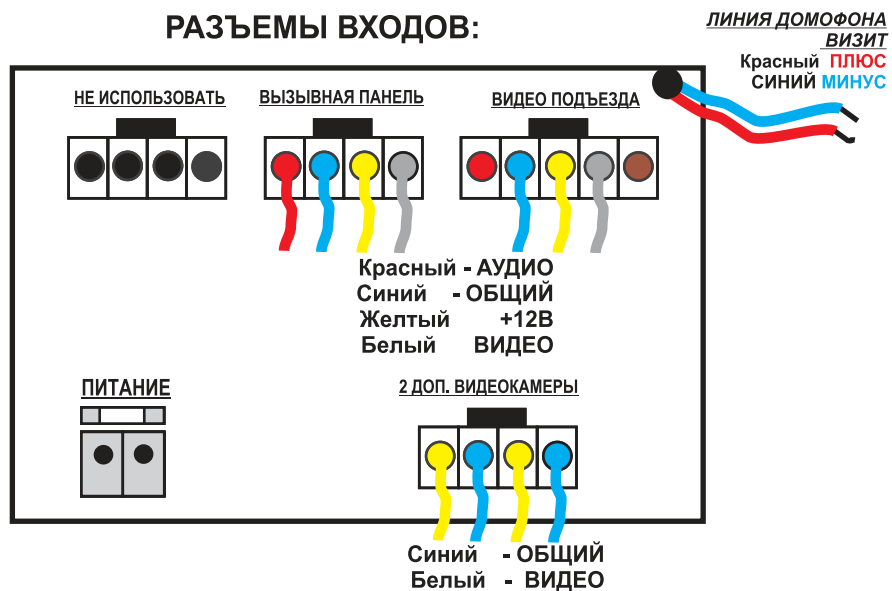 РАЗЪЕМЫ ВХОДОВ:
ЛИНИЯ ДОМОФОНА
ВИЗИТ
Красный ПЛЮС
СИНИЙ МИНУС
НЕ ИСПОЛЬЗОВАТЬ
ВЫЗЫВНАЯ ПАНЕЛЬ
ВИДЕО ПОДЪЕЗДА
Красный - АУДИО
Синий - ОБЩИЙ
Желтый +12В
Белый ВИДЕО
ПИТАНИЕ
2 ДОП. ВИДЕОКАМЕРЫ
Синий - ОБЩИЙ
Белый - ВИДЕО